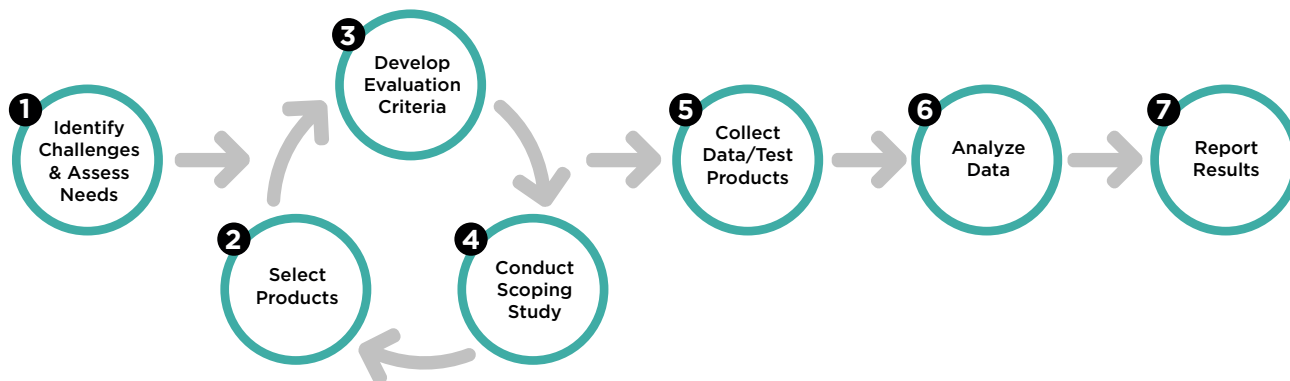 1
Identify
Challenges
& Assess
Needs
2
Select
Products
3
Develop
Evaluation
Criteria
4
Conduct
Scoping
Study
5
Collect
Data/Test
Products
6
Analyze
Data
7
Report
Results